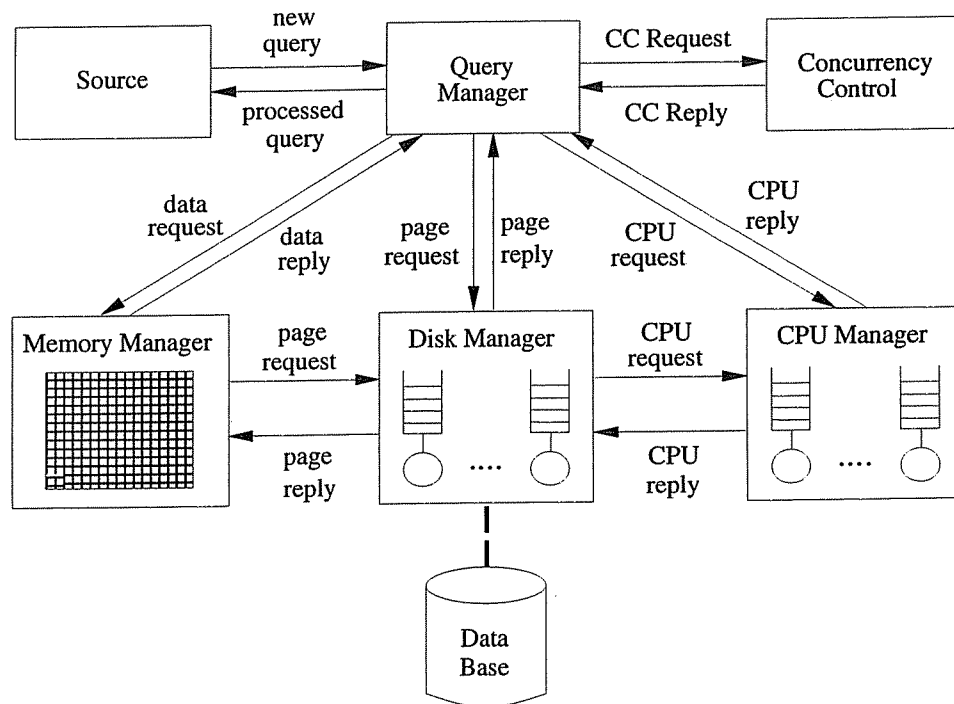 new
query
Source
processed
query
Query
Manager
CC Request
CC Reply
Concurrency
Control
data
request
data
reply
page
request
page
reply
CPU
request
CPU
reply
Memory Manager
page
request
page
reply
Disk Manager
....
CPU
request
CPU
reply
CPU Manager
....
Data
Base